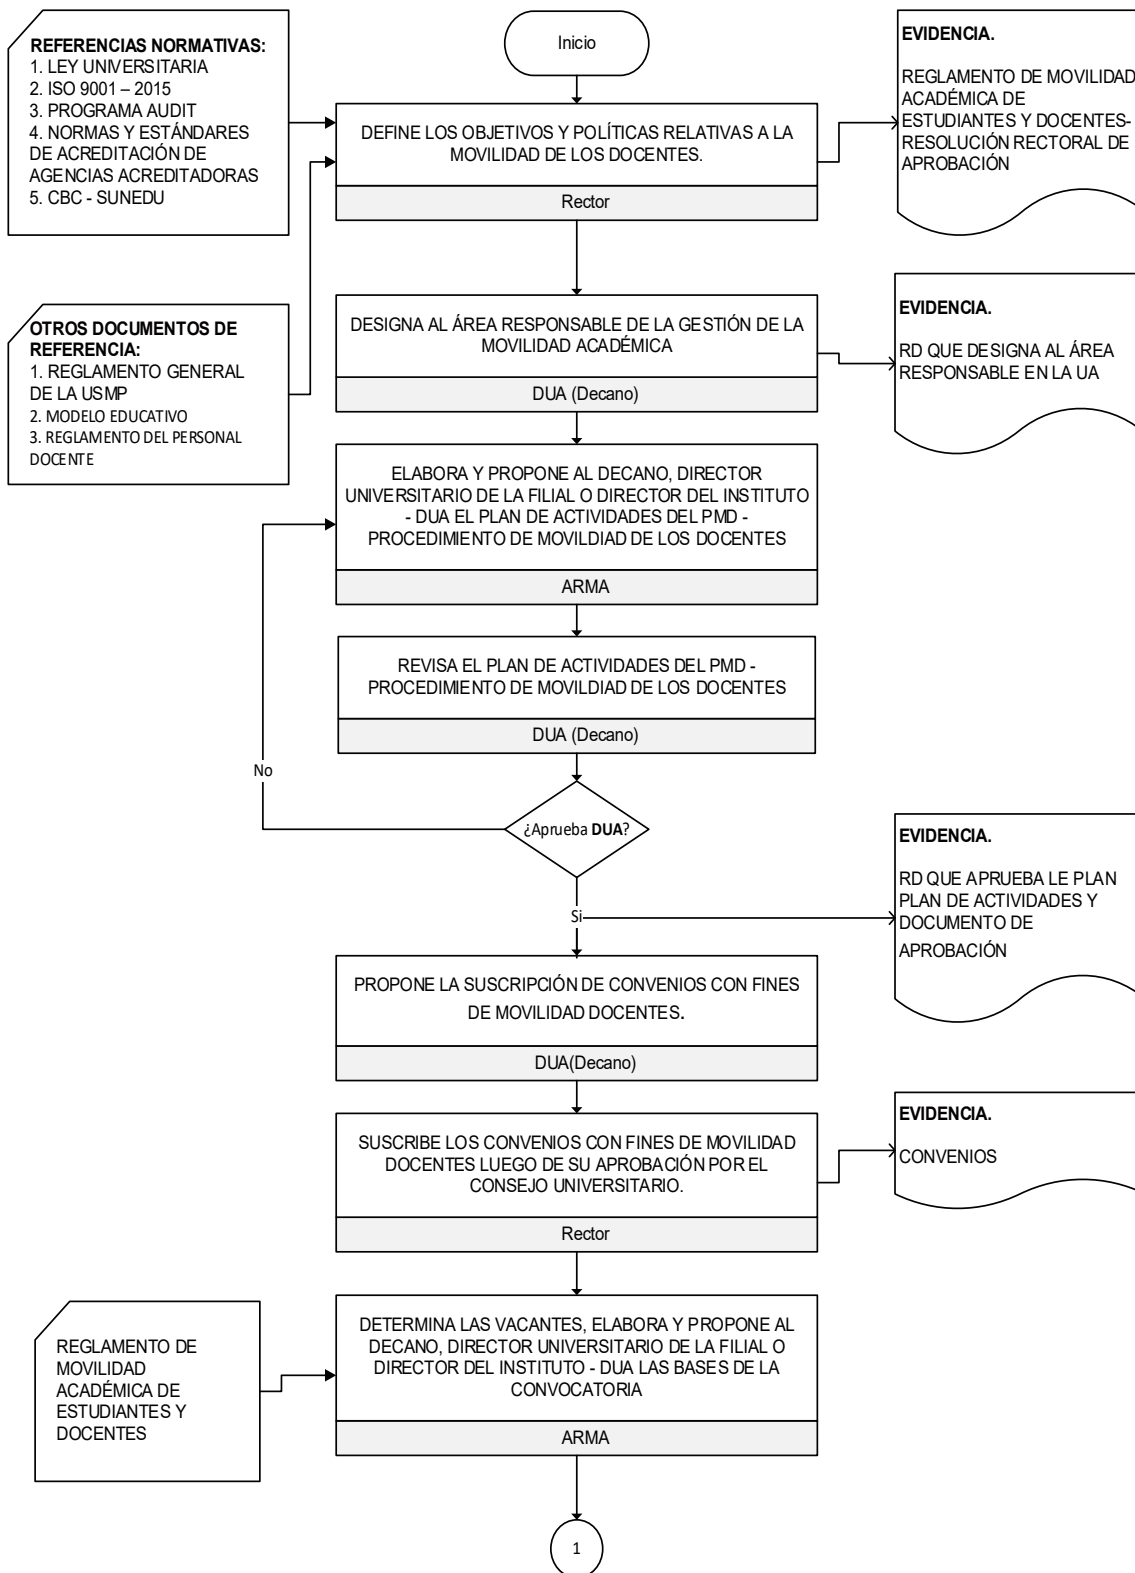 REFERENCIAS NORMATIVAS:
1. LEY UNIVERSITARIA
2. ISO 9001 – 2015
3. PROGRAMA AUDIT
4. NORMAS Y ESTÁNDARES
DE ACREDITACIÓN DE
AGENCIAS ACREDITADORAS
5. CBC - SUNEDU
Inicio
EVIDENCIA.
REGLAMENTO DE MOVILIDAD
ACADÉMICA DE
ESTUDIANTES Y DOCENTES-
RESOLUCIÓN RECTORAL DE
APROBACIÓN
DEFINE LOS OBJETIVOS Y POLÍTICAS RELATIVAS A LA
MOVILIDAD DE LOS DOCENTES.
Rector
OTROS DOCUMENTOS DE
REFERENCIA:
1. REGLAMENTO GENERAL
DE LA USMP
2. MODELO EDUCATIVO
3. REGLAMENTO DEL PERSONAL
DOCENTE
DESIGNA AL ÁREA RESPONSABLE DE LA GESTIÓN DE LA
MOVILIDAD ACADÉMICA
DUA (Decano)
EVIDENCIA.
RD QUE DESIGNA AL ÁREA
RESPONSABLE EN LA UA
ELABORA Y PROPONE AL DECANO, DIRECTOR
UNIVERSITARIO DE LA FILIAL O DIRECTOR DEL INSTITUTO
- DUA EL PLAN DE ACTIVIDADES DEL PMD -
PROCEDIMIENTO DE MOVILDIAD DE LOS DOCENTES
ARMA
REVISA EL PLAN DE ACTIVIDADES DEL PMD -
PROCEDIMIENTO DE MOVILDIAD DE LOS DOCENTES
DUA (Decano)
No
¿Aprueba DUA?
Si
EVIDENCIA.
RD QUE APRUEBA LE PLAN
PLAN DE ACTIVIDADES Y
DOCUMENTO DE
APROBACIÓN
PROPONE LA SUSCRIPCIÓN DE CONVENIOS CON FINES
DE MOVILIDAD DOCENTES.
DUA(Decano)
SUSCRIBE LOS CONVENIOS CON FINES DE MOVILIDAD
DOCENTES LUEGO DE SU APROBACIÓN POR EL
CONSEJO UNIVERSITARIO.
Rector
EVIDENCIA.
CONVENIOS
REGLAMENTO DE
MOVILIDAD
ACADÉMICA DE
ESTUDIANTES Y
DOCENTES
DETERMINA LAS VACANTES, ELABORA Y PROPONE AL
DECANO, DIRECTOR UNIVERSITARIO DE LA FILIAL O
DIRECTOR DEL INSTITUTO - DUA LAS BASES DE LA
CONVOCATORIA
ARMA
1